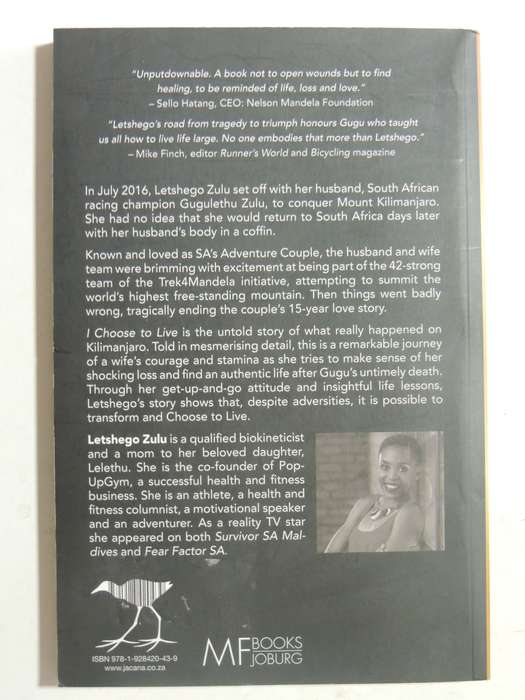 “Unputdownable. A book not to open wounds but to find
healing, to be reminded of life, loss and love.”
– Sello Hatang, CEO: Nelson Mandela Foundation
“Letshego’s road from tragedy to triumph honours Gugu who taught
us all how to live life large. No one embodies that more than Letshego.”
– Mike Finch, editor Runner’s World and Bicycling magazine
In July 2016, Letshego Zulu set off with her husband, South African
racing champion Gugulethu Zulu, to conquer Mount Kilimanjaro.
She had no idea that she would return to South Africa days later
with her husband’s body in a coffin.
Known and loved as SA’s Adventure Couple, the husband and wife
team were brimming with excitement at being part of the 42-strong
team of the Trek4Mandela initiative, attempting to summit the
world’s highest free-standing mountain. Then things went badly
wrong, tragically ending the couple’s 15-year love story.
I Choose to Live is the untold story of what really happened on
Kilimanjaro. Told in mesmerising detail, this is a remarkable journey
of a wife’s courage and stamina as she tries to make sense of her
shocking loss and find an authentic life after Gugu’s untimely death.
Through her get-up-and-go attitude and insightful life lessons,
Letshego’s story shows that, despite adversities, it is possible to
transform and Choose to Live.
Letshego Zulu is a qualified biokineticist
and a mom to her beloved daughter,
Lelethu. She is the co-founder of Pop-
UpGym, a successful health and fitness
business. She is an athlete, a health and
fitness columnist, a motivational speaker
and an adventurer. As a reality TV star
she appeared on both Survivor SA Mal-
dives and Fear Factor SA.
ISBN 978-1-928420-43-9
www.jacana.co.za
MF BOOKS
JOBURG